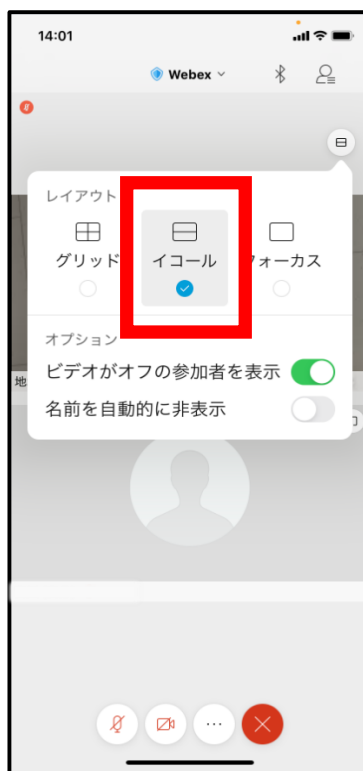 14:01
Webex
レイアウト
グリッド
イコール
フォーカス
オプション
ビデオがオフの参加者を表示
名前を自動的に非表示
地